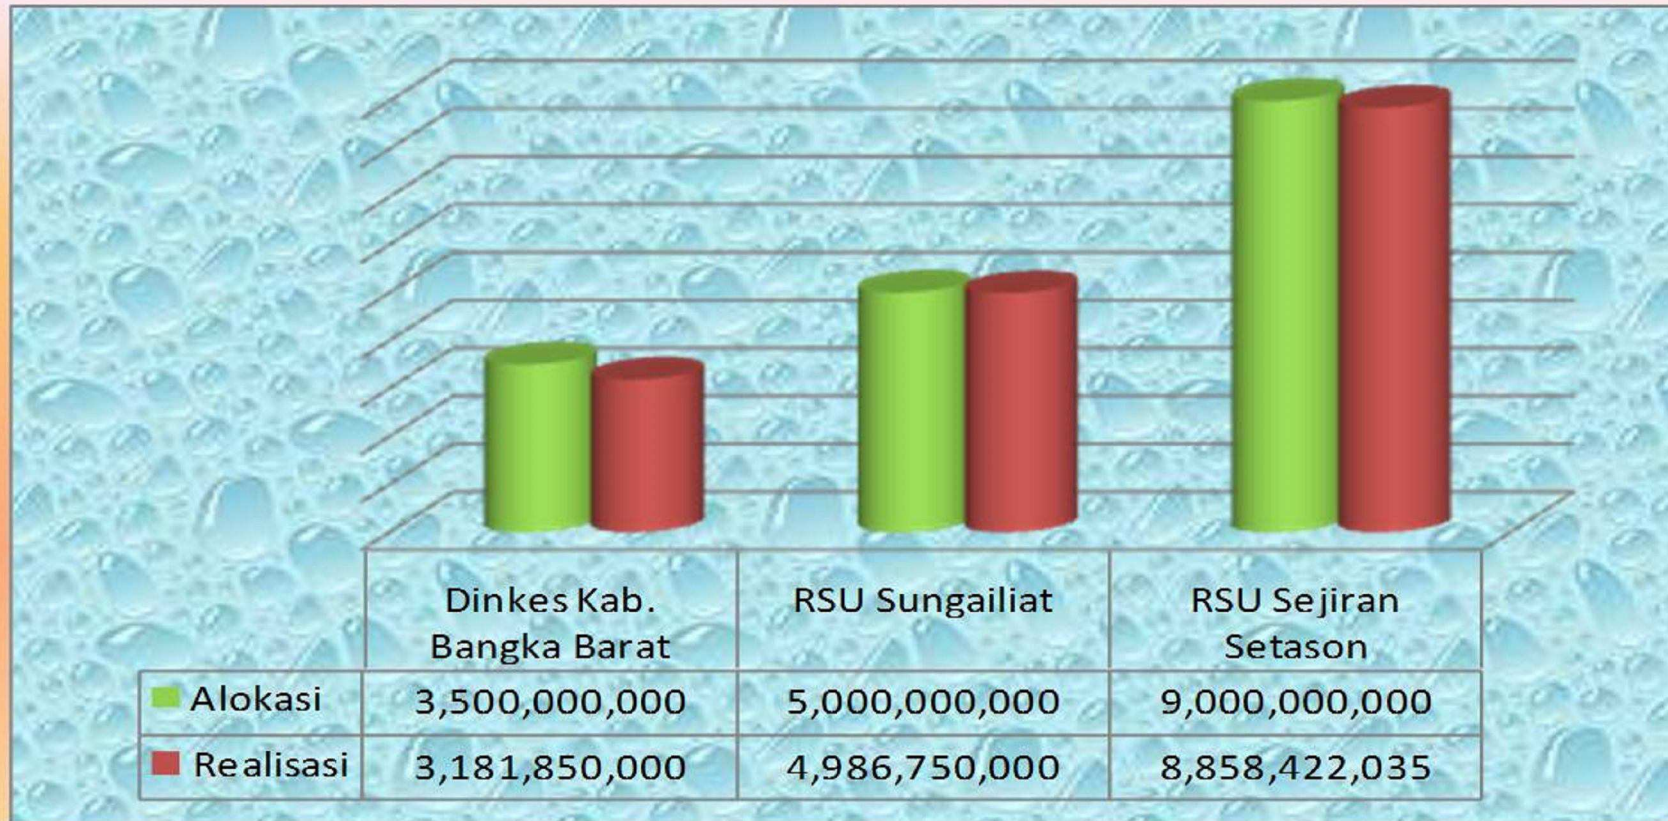 Dinkes Kab. RSU Sungailiat RSU Sejiran
Bangka Barat Setason
Alokasi 3,500,000,000 5,000,000,000 9,000,000,000
Realisasi 3,181,850,000 4,986,750,000 8,858,422,035